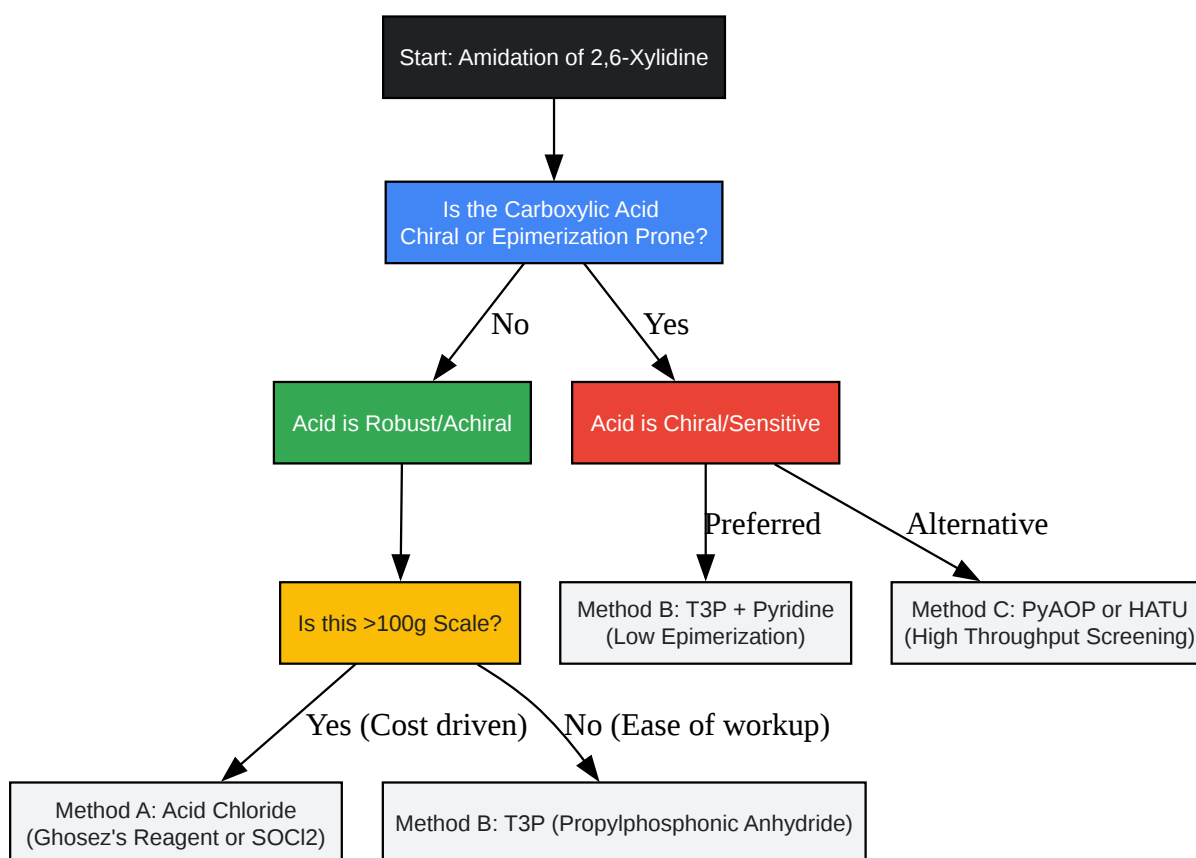 Start: Amidation of 2,6-Xylidine
Is the Carboxylic Acid
Chiral or Epimerization Prone?
No
Yes
Acid is Robust/Achiral
Acid is Chiral/Sensitive
Preferred
Alternative
Is this >100g Scale?
Method B: T3P + Pyridine
(Low Epimerization)
Method C: PyAOP or HATU
(High Throughput Screening)
Yes (Cost driven)
No (Ease of workup)
Method A: Acid Chloride
(Ghosez's Reagent or SOCl2)
Method B: T3P (Propylphosphonic Anhydride)